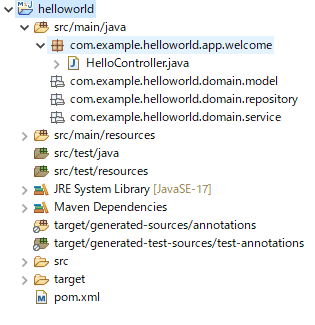 helloworld
src/main/java
com.example.helloworld.app.welcome
HelloController.java
com.example.helloworld.domain.model
com.example.helloworld.domain.repository
com.example.helloworld.domain.service
src/main/resources
src/test/java
src/test/resources
JRE System Library [JavaSE-17]
Maven Dependencies
target/generated-sources/annotations
target/generated-test-sources/test-annotations
src
target
pom.xml